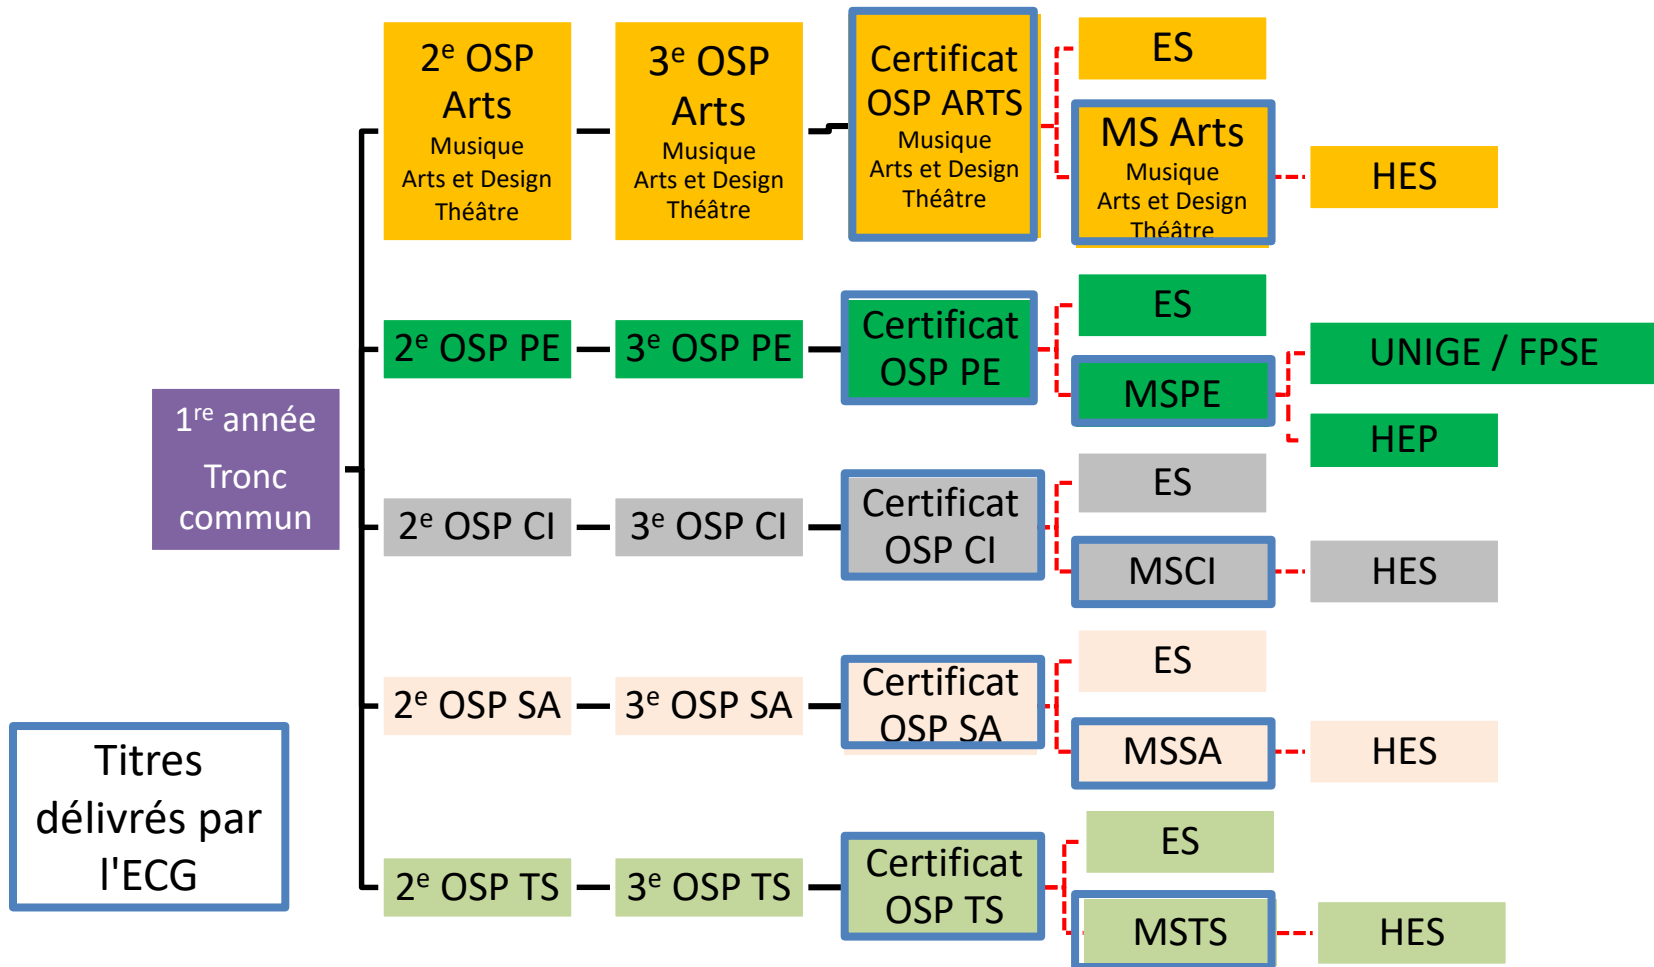 1re année
Tronc
commun
2e OSP
Arts
Musique
Arts et Design
Théâtre
3e OSP
Arts
Musique
Arts et Design
Théâtre
Certificat
OSP ARTS
Musique
Arts et Design
Théâtre
ES
MS Arts
Musique
Arts et Design
Théâtre
HES
2e OSP PE
3e OSP PE
Certificat
OSP PE
ES
MSPE
UNIGE / FPSE
HEP
2e OSP CI
3e OSP CI
Certificat
OSP CI
ES
MSCI
HES
2e OSP SA
3e OSP SA
Certificat
OSP SA
ES
MSSA
HES
2e OSP TS
3e OSP TS
Certificat
OSP TS
ES
MSTS
HES
Titres
délivrés par
l'ECG